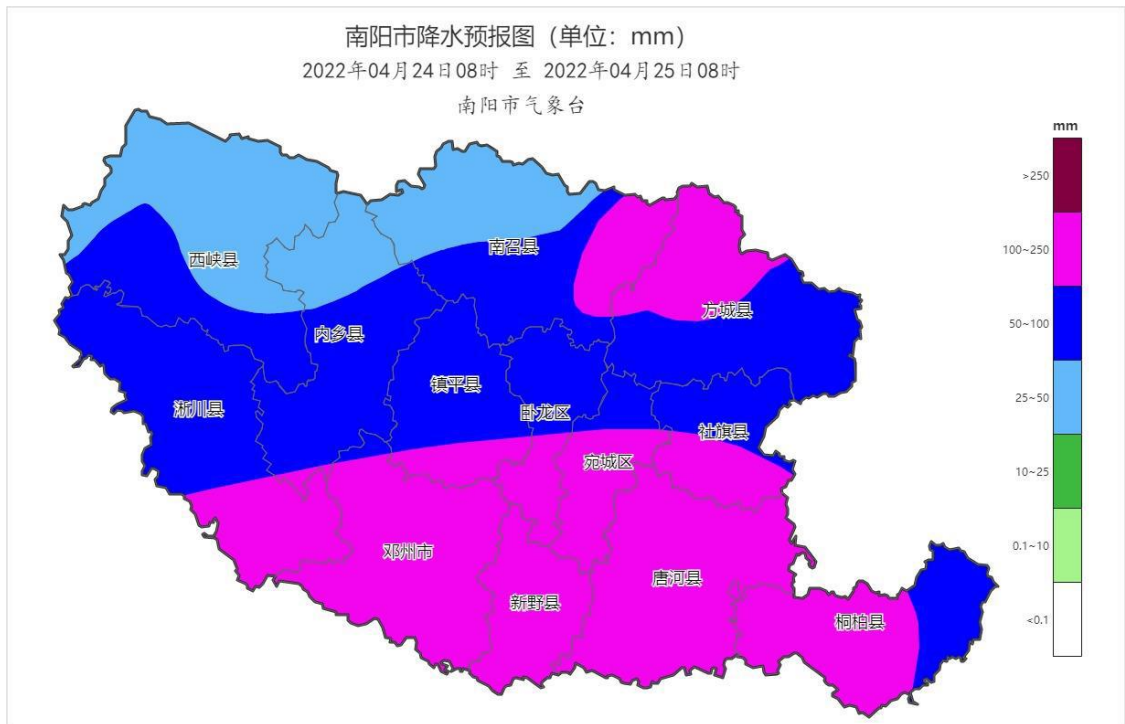 南阳市降水预报图（单位：mm）
2022年04月24日08时 至 2022年04月25日08时
南阳市气象台
mm
>250
100~250
50~100
25~50
10~25
0.1~10
<0.1
南召县
西峡县
方城县
内乡县
镇平县
淅川县
卧龙区
社旗县
宛城区
邓州市
唐河县
新野县
桐柏县